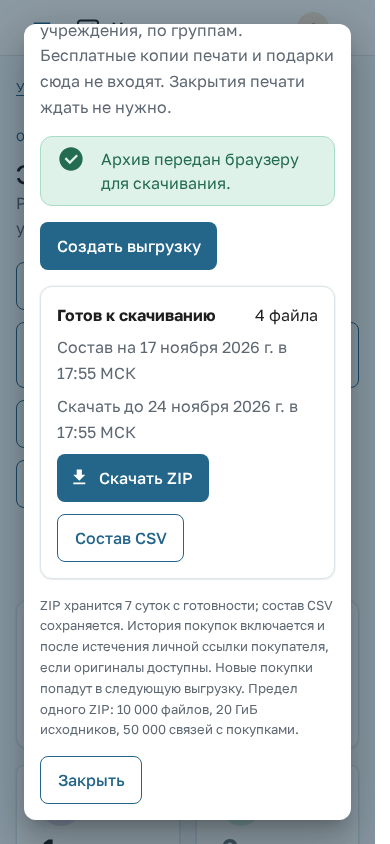 учреждения, по группам.
Бесплатные копии печати и подарки
сюда не входят. Закрытия печати
ждать не нужно.
Архив передан браузеру
для скачивания.
Создать выгрузку
Готов к скачиванию 4 файла
Состав на 17 ноября 2026 г. в
17:55 МСК
Скачать до 24 ноября 2026 г. в
17:55 МСК
Скачать ZIP
Состав CSV
ZIP хранится 7 суток с готовности; состав CSV
сохраняется. История покупок включается и
после истечения личной ссылки покупателя,
если оригиналы доступны. Новые покупки
попадут в следующую выгрузку. Предел
одного ZIP: 10 000 файлов, 20 ГиБ
исходников, 50 000 связей с покупками.
Закрыть